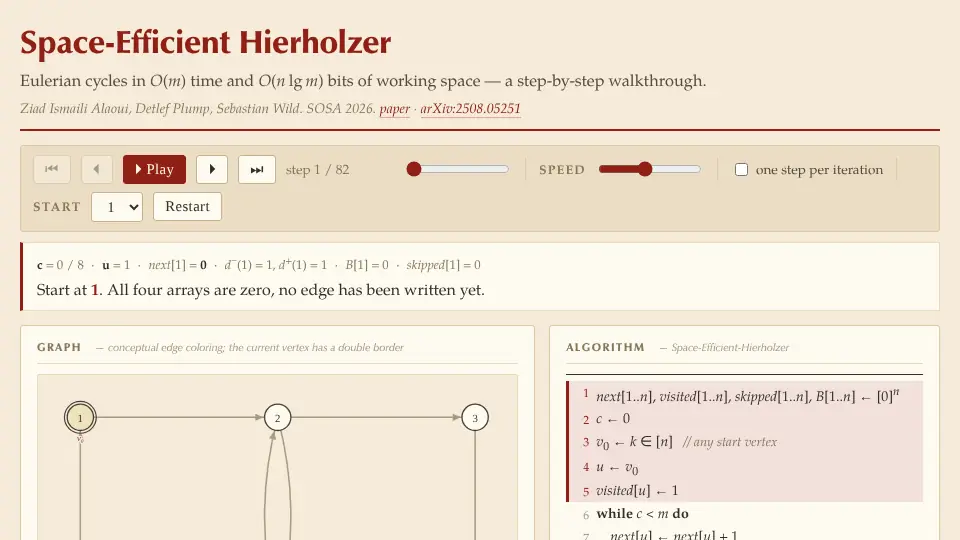 Space-Efficient Hierholzer
Eulerian cycles in O(m) time and O(n lg m) bits of working space — a step-by-step walkthrough.
Ziad Ismaili Alaoui, Detlef Plump, Sebastian Wild. SOSA 2026. paper · arXiv:2508.05251
Play step 1 / 82 SPEED one step per iteration
START 1 Restart
c = 0 / 8 · u = 1 · next[1] = 0 · d⁻(1) = 1, d⁺(1) = 1 · B[1] = 0 · skipped[1] = 0
Start at 1. All four arrays are zero, no edge has been written yet.
GRAPH — conceptual edge coloring; the current vertex has a double border
1 2 3
v₀
ALGORITHM — Space-Efficient-Hierholzer
1 next[1..n], visited[1..n], skipped[1..n], B[1..n] ← [0]ⁿ
2 c ← 0
3 v₀ ← k ∈ [n] // any start vertex
4 u ← v₀
5 visited[u] ← 1
6 while c < m do
7 next[u] ← next[u] + 1